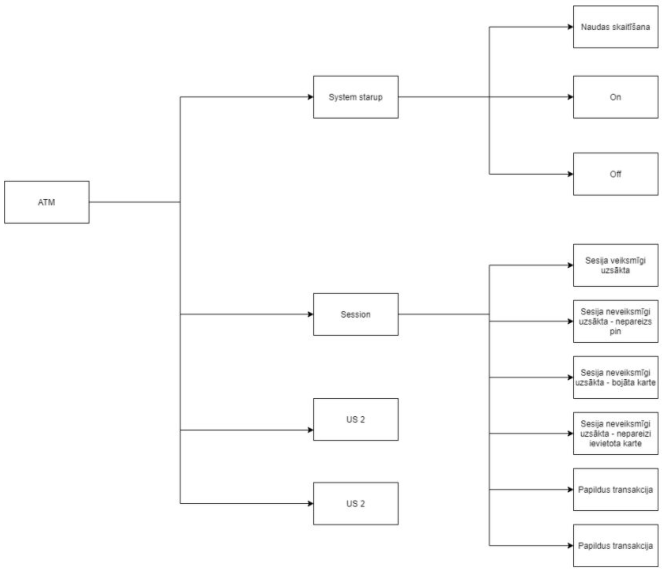 Naudas skaitīšana
System starup
On
Off
ATM
Sesija veiksmīgi
uzsākta
Session
Sesija neveiksmīgi
uzsākta - nepareizs
pin
Sesija neveiksmīgi
uzsākta - bojāta karte
US 2
Sesija neveiksmīgi
uzsākta - nepareizi
ievietota karte
US 2
Papildus transakcija
Papildus transakcija